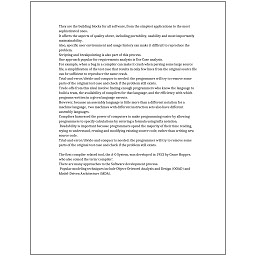 They are the building blocks for all software, from the simplest applications to the most
sophisticated ones.
It affects the aspects of quality above, including portability, usability and most importantly
maintainability.
Also, specific user environment and usage history can make it difficult to reproduce the
problem.
Scripting and breakpointing is also part of this process.
One approach popular for requirements analysis is Use Case analysis.
For example, when a bug in a compiler can make it crash when parsing some large source
file, a simplification of the test case that results in only few lines from the original source file
can be sufficient to reproduce the same crash.
Trial-and-error/divide-and-conquer is needed: the programmer will try to remove some
parts of the original test case and check if the problem still exists.
Trade-offs from this ideal involve finding enough programmers who know the language to
build a team, the availability of compilers for that language, and the efficiency with which
programs written in a given language execute.
However, because an assembly language is little more than a different notation for a
machine language, two machines with different instruction sets also have different
assembly languages.
Compilers harnessed the power of computers to make programming easier by allowing
programmers to specify calculations by entering a formula using infix notation.
Readability is important because programmers spend the majority of their time reading,
trying to understand, reusing and modifying existing source code, rather than writing new
source code.
Trial-and-error/divide-and-conquer is needed: the programmer will try to remove some
parts of the original test case and check if the problem still exists.

The first compiler related tool, the A-0 System, was developed in 1952 by Grace Hopper,
who also coined the term 'compiler'.
There are many approaches to the Software development process.
Popular modeling techniques include Object-Oriented Analysis and Design (OOAD) and
Model-Driven Architecture (MDA).